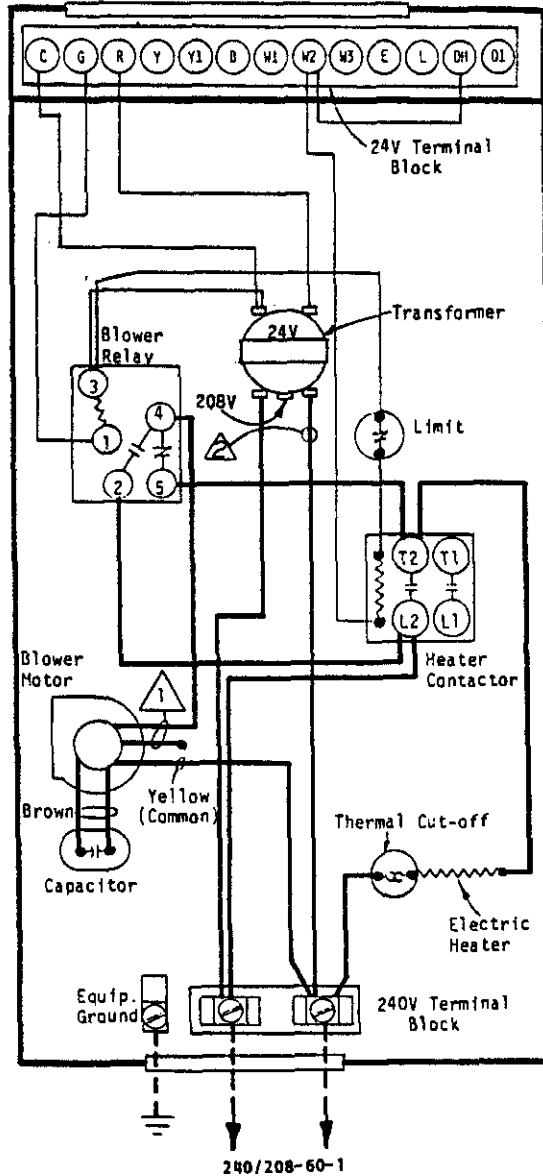 C G R Y Y1 B W1 W2 W3 E L DH O1
24V Terminal
Block
Transformer
24V
Blower
Relay
208V
2
3
4
1
2
5
Limit
T2 T1
L2 L1
Heater
Contactor
Blower
Motor
1
Yellow
(Common)
Brown
Capacitor
Thermal Cut-off
Electric
Heater
Equip.
Ground
240V Terminal
Block
240/208-60-1